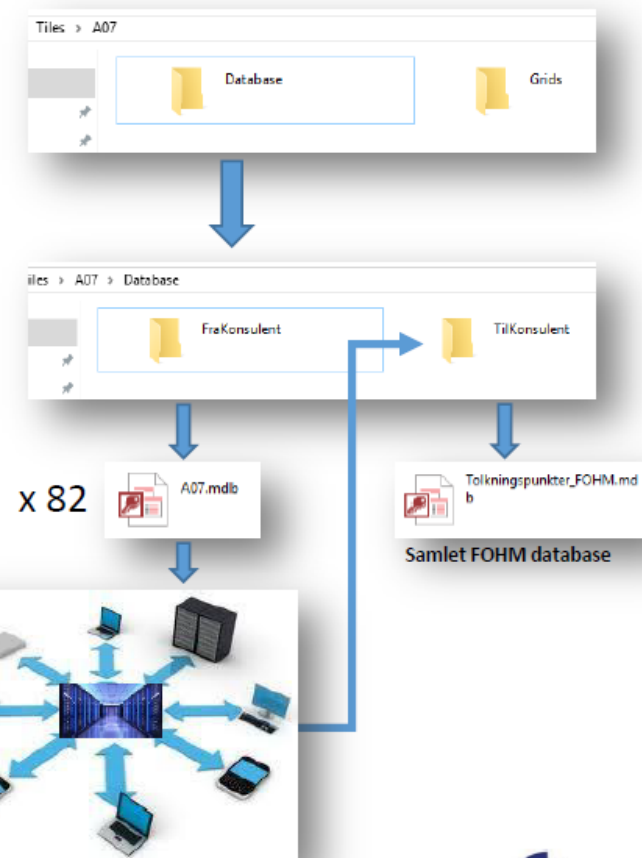 Tiles > A07
Database
Grids
iles > A07 > Database
FraKonsulent
TilKonsulent
x 82
A07.mdb
Tolkningspunkter_FOHM.md
b
Samlet FOHM database